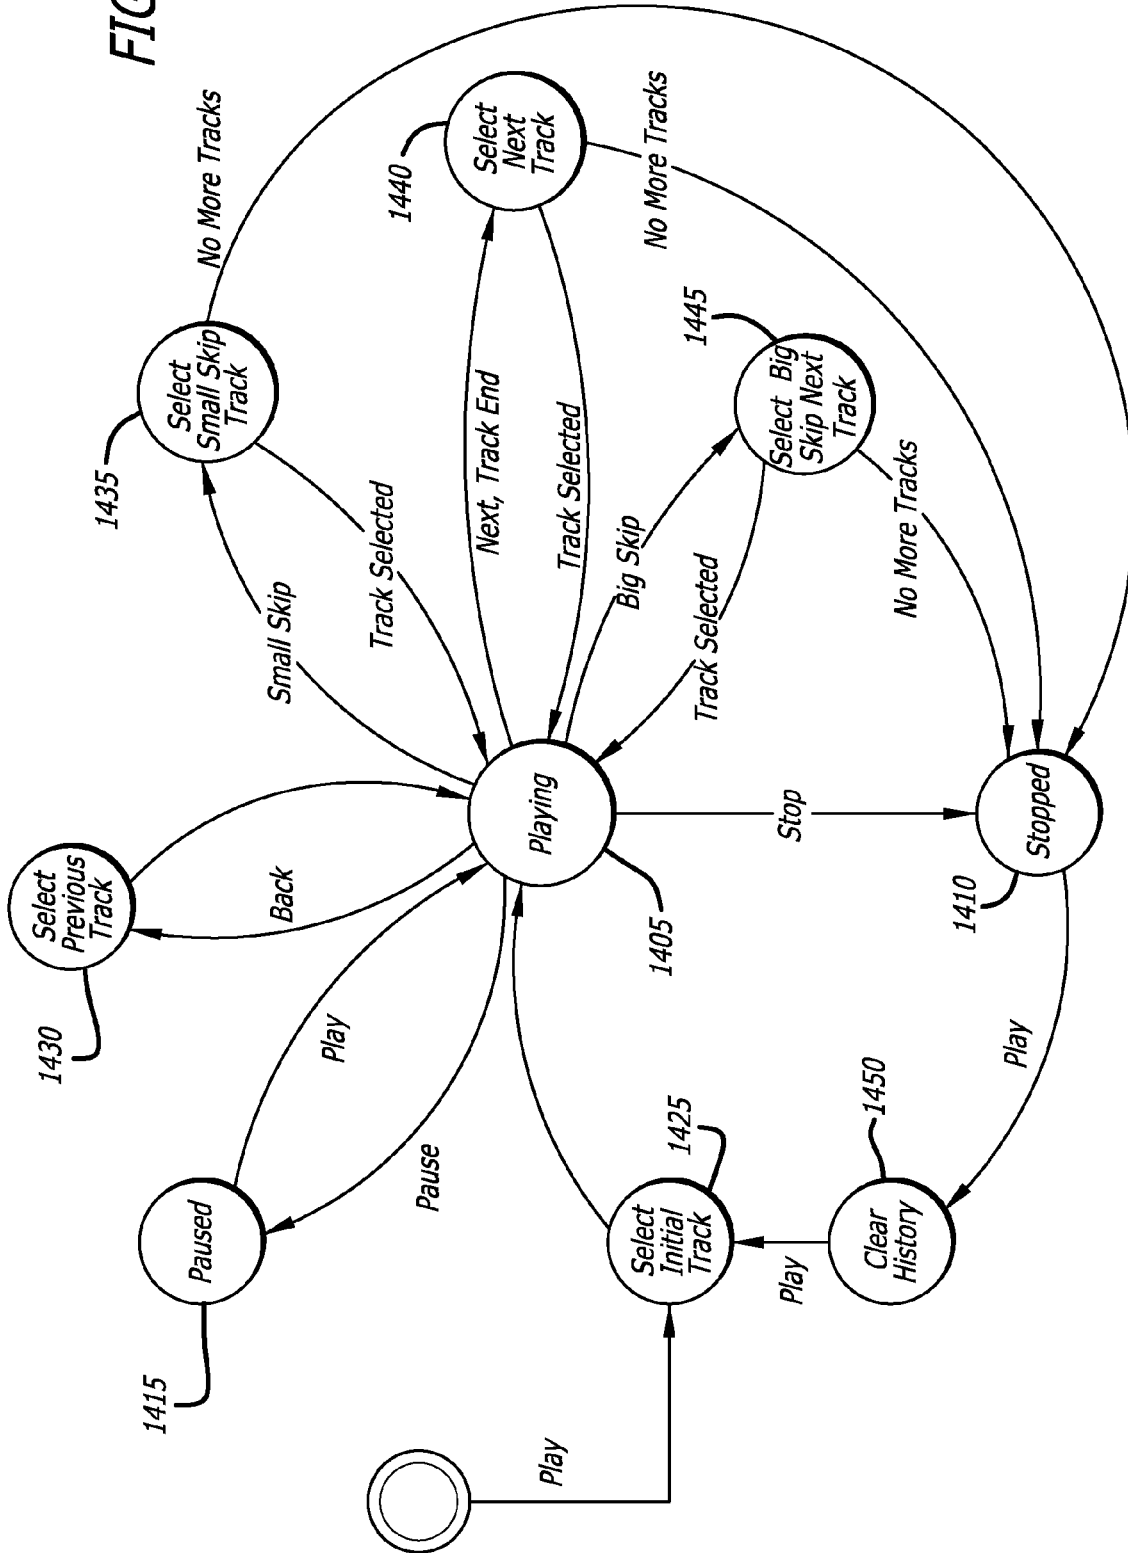 FIG
1430
Select
Previous
Track
1435
1415
Select
Small Skip
Track
No More Tracks
Paused
Small Skip
Back
Play
Track Selected
1440
Pause
Select
Next
Track
Next, Track End
Playing
Play
Track Selected
Big Skip
No More Tracks
1405
Select
Initial
Track
1425
1445
Track Selected
Select Big
Skip Next
Track
Stop
Play
1450
Clear
History
No More Tracks
1410
Play
Stopped